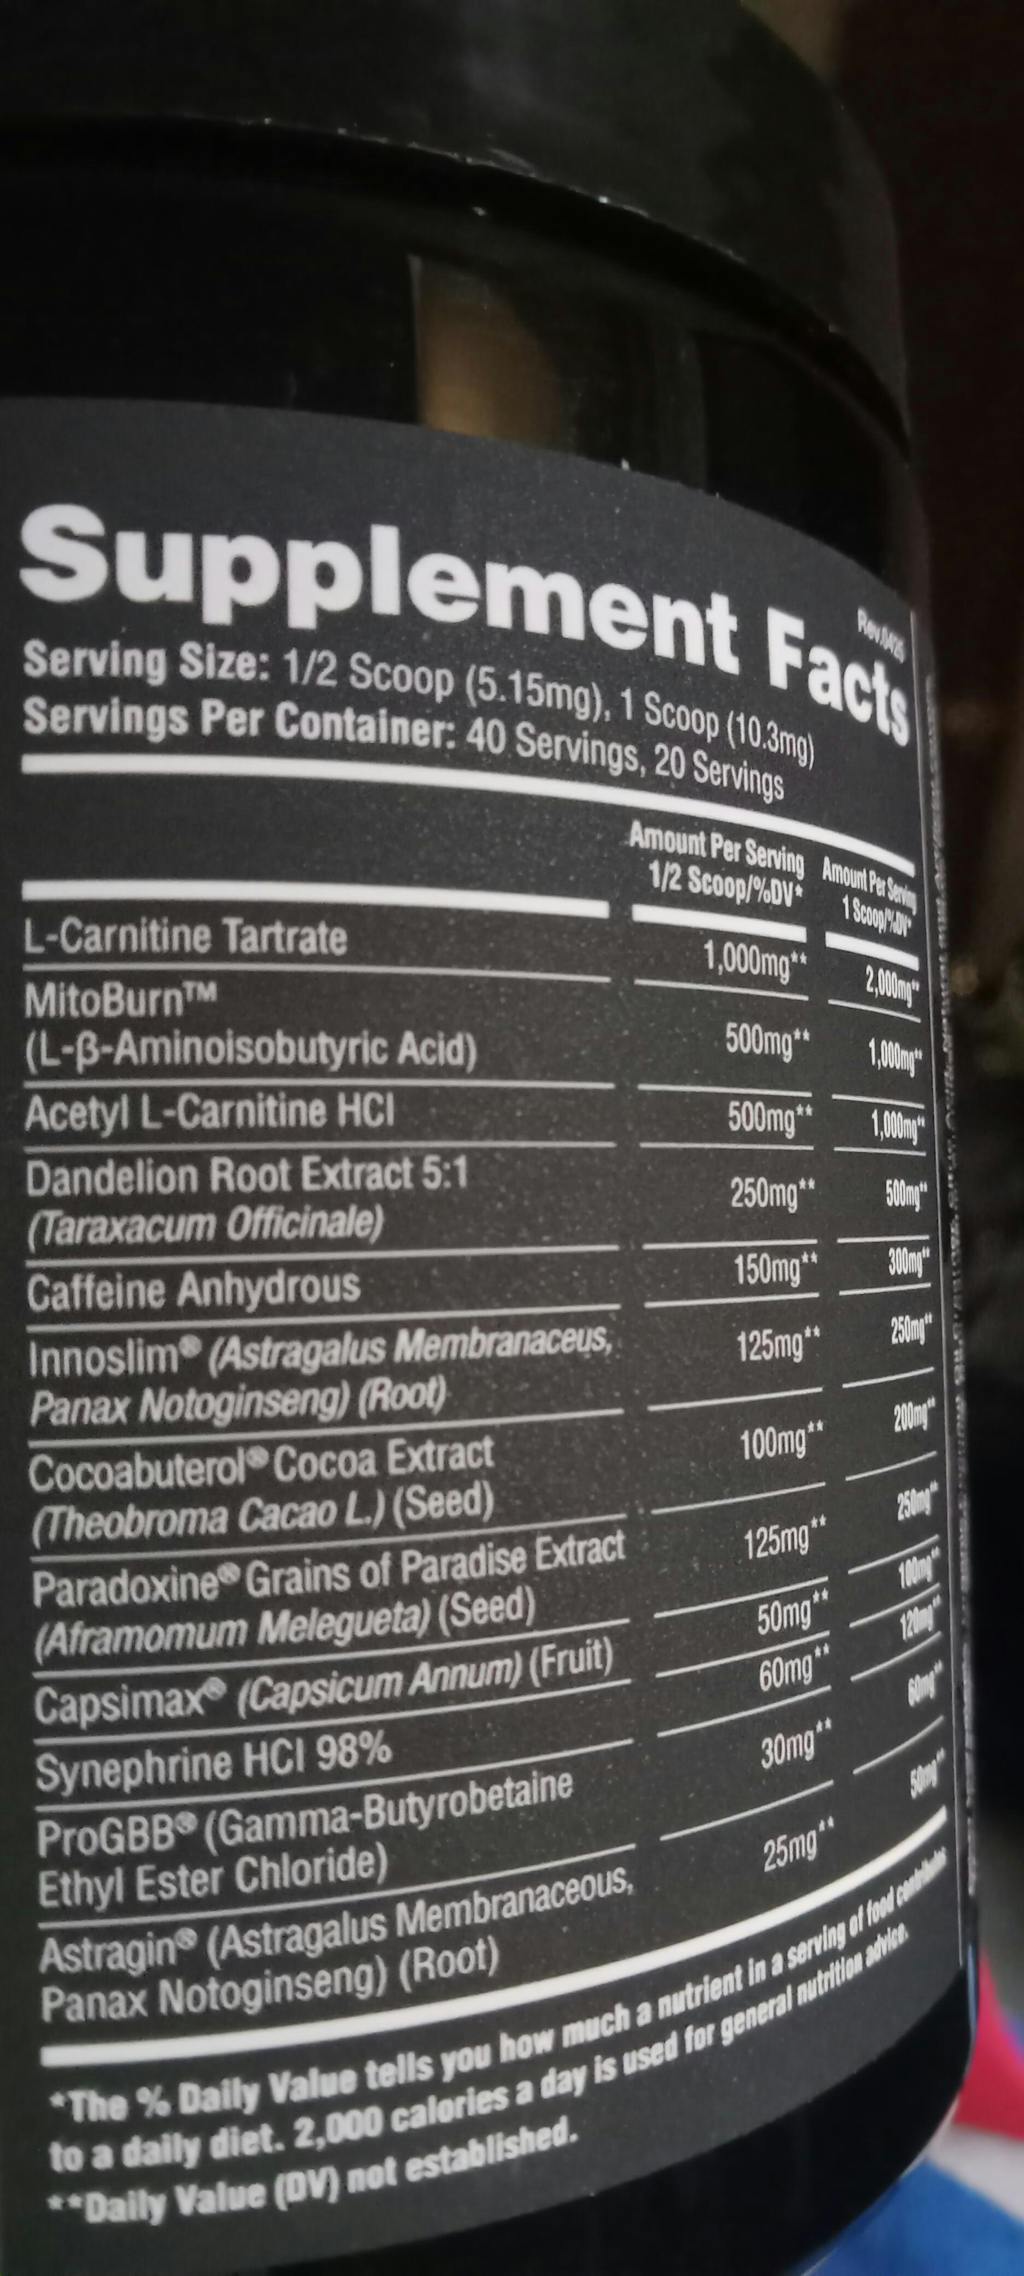 Supplement Facts
Serving Size: 1/2 Scoop (5.15mg), 1 Scoop (10.3mg)
Servings Per Container: 40 Servings, 20 Servings
Amount Per Serving Amount Per Serving
1/2 Scoop/%DV* 1 Scoop/%DV*
L-Carnitine Tartrate 1,000mg** 2,000mg**
MitoBurn™
(L-β-Aminoisobutyric Acid) 500mg** 1,000mg**
Acetyl L-Carnitine HCl 500mg** 1,000mg**
Dandelion Root Extract 5:1 250mg** 500mg**
(Taraxacum Officinale)
Caffeine Anhydrous 150mg** 300mg**
Innoslim® (Astragalus Membranaceus, 125mg** 250mg**
Panax Notoginseng) (Root)
Cocoabuterol® Cocoa Extract 100mg** 200mg**
(Theobroma Cacao L.) (Seed)
Paradoxine® Grains of Paradise Extract 125mg** 250mg**
(Aframomum Melegueta) (Seed)
Capsimax® (Capsicum Annum) (Fruit) 50mg** 100mg**
Synephrine HCl 98% 60mg** 120mg**
ProGBB® (Gamma-Butyrobetaine 30mg** 60mg**
Ethyl Ester Chloride)
Astragin® (Astragalus Membranaceous, 25mg** 50mg**
Panax Notoginseng) (Root)
*The % Daily Value tells you how much a nutrient in a serving of food contributes
to a daily diet. 2,000 calories a day is used for general nutrition advice.
**Daily Value (DV) not established.